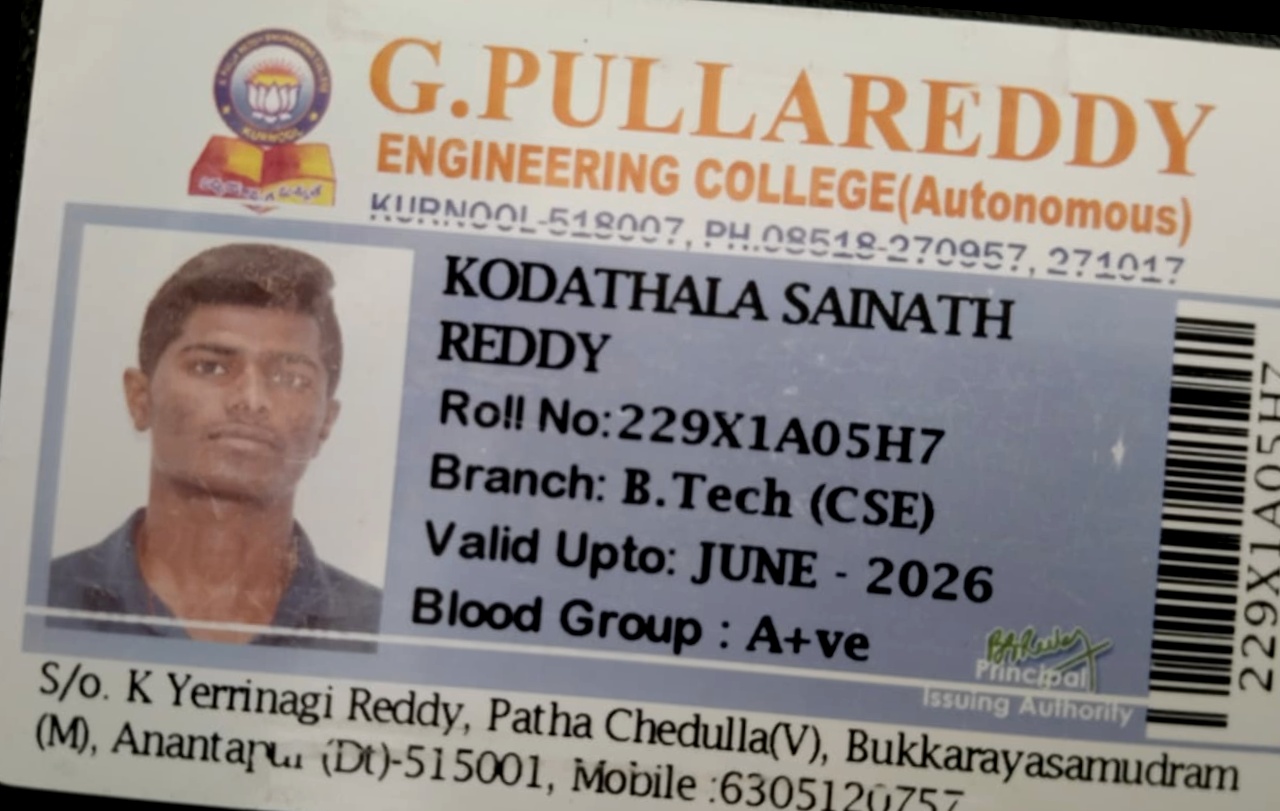 G.PULLAREDDY
ENGINEERING COLLEGE(Autonomous)
KURNOOL-518007, PH.08518-270957, 271017
KURNOOL
KODATHALA SAINATH
REDDY
Roll No:229X1A05H7
Branch: B.Tech (CSE)
Valid Upto: JUNE - 2026
Blood Group : A+ve
Principal
Issuing Authority
229X1A05H7
S/o. K Yerrinagi Reddy, Patha Chedulla(V), Bukkarayasamudram
(M), Anantapur (Dt)-515001, Mobile :6305120757